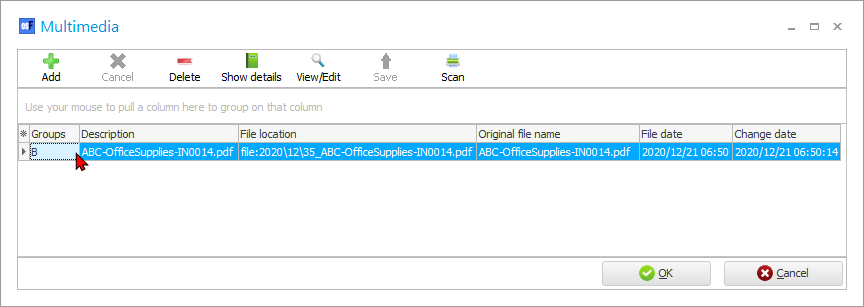 osF Multimedia
Add Cancel Delete Show details View/Edit Save Scan
Use your mouse to pull a column here to group on that column
Groups Description File location Original file name File date Change date
B ABC-OfficeSupplies-IN0014.pdf file:2020\12\35_ABC-OfficeSupplies-IN0014.pdf ABC-OfficeSupplies-IN0014.pdf 2020/12/21 06:50 2020/12/21 06:50:14
OK Cancel